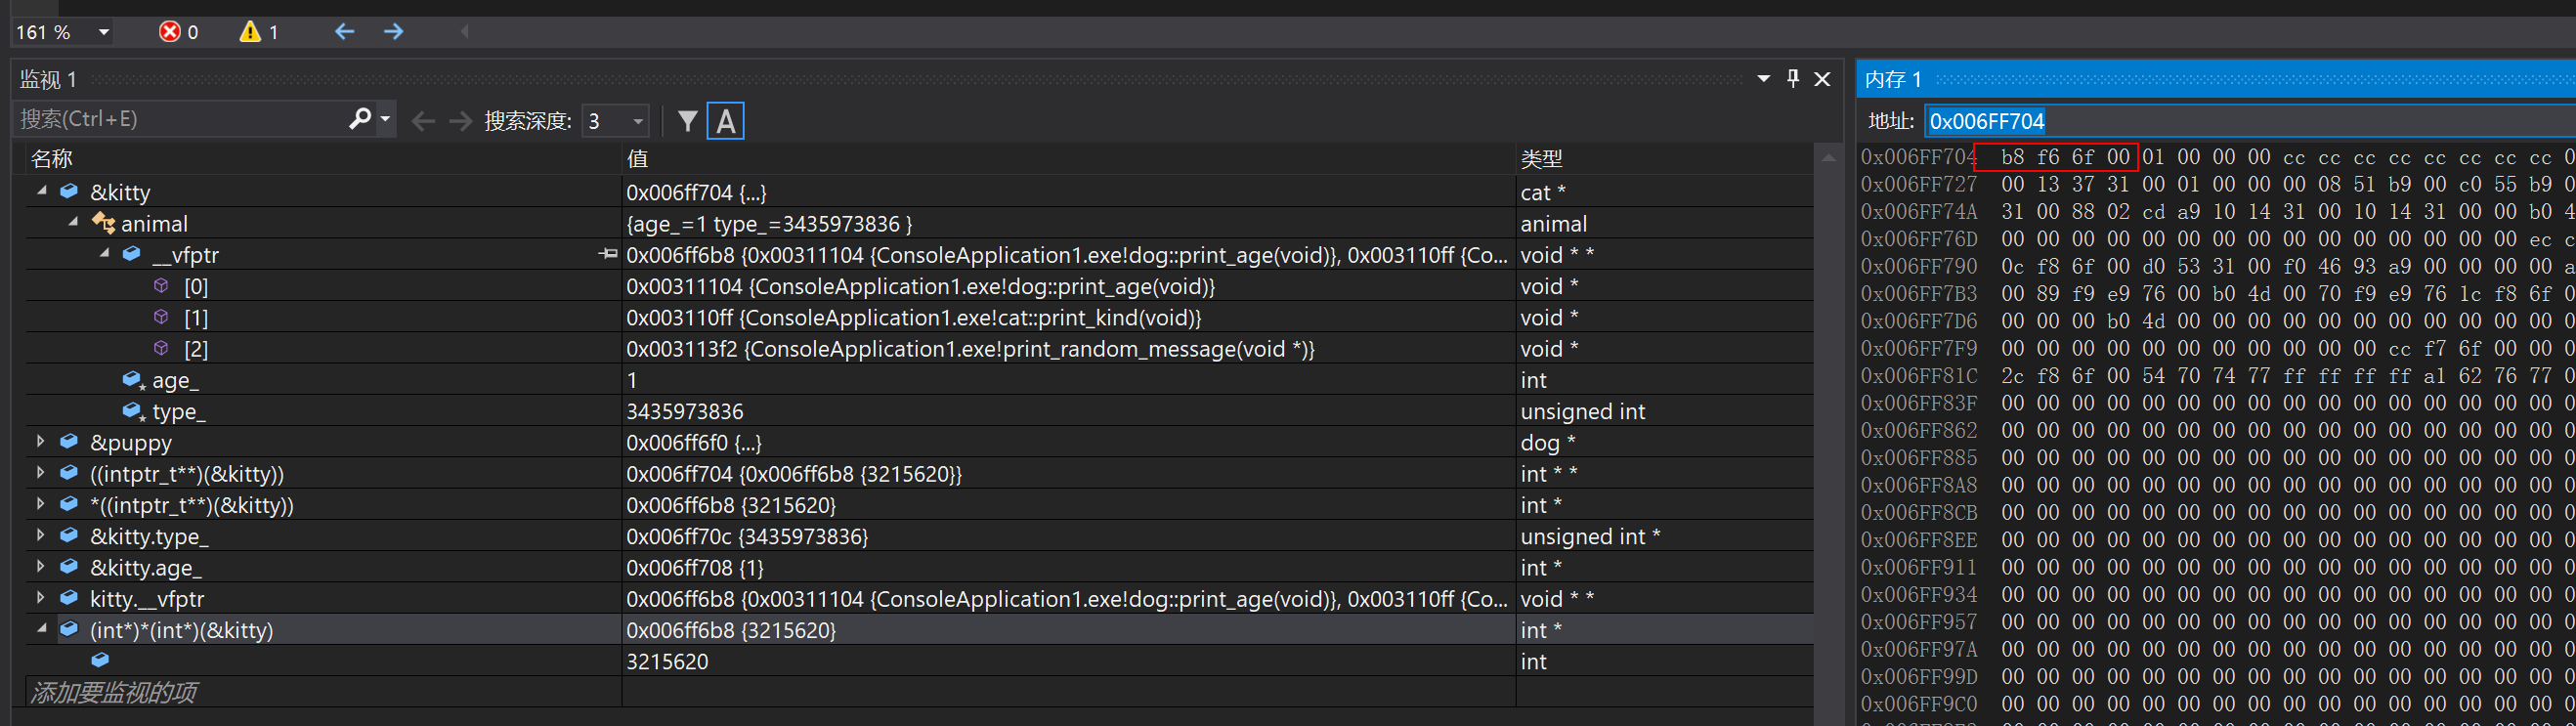 161 %
0
1
监视 1
搜索(Ctrl+E)
搜索深度:
3
A
名称 值 类型
&kitty 0x006ff704 {...} cat *
animal {age_=1 type_=3435973836 } animal
__vfptr 0x006ff6b8 {0x00311104 {ConsoleApplication1.exe!dog::print_age(void)}, 0x003110ff {Co... void * *
[0] 0x00311104 {ConsoleApplication1.exe!dog::print_age(void)} void *
[1] 0x003110ff {ConsoleApplication1.exe!cat::print_kind(void)} void *
[2] 0x003113f2 {ConsoleApplication1.exe!print_random_message(void *)} void *
age_ 1 int
type_ 3435973836 unsigned int
&puppy 0x006ff6f0 {...} dog *
((intptr_t**)(&kitty)) 0x006ff704 {0x006ff6b8 {3215620}} int * *
*((intptr_t**)(&kitty)) 0x006ff6b8 {3215620} int *
&kitty.type_ 0x006ff70c {3435973836} unsigned int *
&kitty.age_ 0x006ff708 {1} int *
kitty.__vfptr 0x006ff6b8 {0x00311104 {ConsoleApplication1.exe!dog::print_age(void)}, 0x003110ff {Co... void * *
(int*)*(int*)(&kitty) 0x006ff6b8 {3215620} int *
3215620 int
添加要监视的项
内存 1
地址: 0x006FF704
0x006FF704 b8 f6 6f 00 01 00 00 00 cc cc cc cc cc cc cc cc 0
0x006FF727 00 13 37 31 00 01 00 00 00 08 51 b9 00 c0 55 b9 0
0x006FF74A 31 00 88 02 cd a9 10 14 31 00 10 14 31 00 00 b0 4
0x006FF76D 00 00 00 00 00 00 00 00 00 00 00 00 00 00 00 ec c
0x006FF790 0c f8 6f 00 d0 53 31 00 f0 46 93 a9 00 00 00 00 a
0x006FF7B3 00 89 f9 e9 76 00 b0 4d 00 70 f9 e9 76 1c f8 6f 0
0x006FF7D6 00 00 00 b0 4d 00 00 00 00 00 00 00 00 00 00 00 0
0x006FF7F9 00 00 00 00 00 00 00 00 00 00 00 cc f7 6f 00 00 0
0x006FF81C 2c f8 6f 00 54 70 74 77 ff ff ff ff a1 62 76 77 0
0x006FF83F 00 00 00 00 00 00 00 00 00 00 00 00 00 00 00 00 0
0x006FF862 00 00 00 00 00 00 00 00 00 00 00 00 00 00 00 00 0
0x006FF885 00 00 00 00 00 00 00 00 00 00 00 00 00 00 00 00 0
0x006FF8A8 00 00 00 00 00 00 00 00 00 00 00 00 00 00 00 00 0
0x006FF8CB 00 00 00 00 00 00 00 00 00 00 00 00 00 00 00 00 0
0x006FF8EE 00 00 00 00 00 00 00 00 00 00 00 00 00 00 00 00 0
0x006FF911 00 00 00 00 00 00 00 00 00 00 00 00 00 00 00 00 0
0x006FF934 00 00 00 00 00 00 00 00 00 00 00 00 00 00 00 00 0
0x006FF957 00 00 00 00 00 00 00 00 00 00 00 00 00 00 00 00 0
0x006FF97A 00 00 00 00 00 00 00 00 00 00 00 00 00 00 00 00 0
0x006FF99D 00 00 00 00 00 00 00 00 00 00 00 00 00 00 00 00 0
0x006FF9C0 00 00 00 00 00 00 00 00 00 00 00 00 00 00 00 00 0